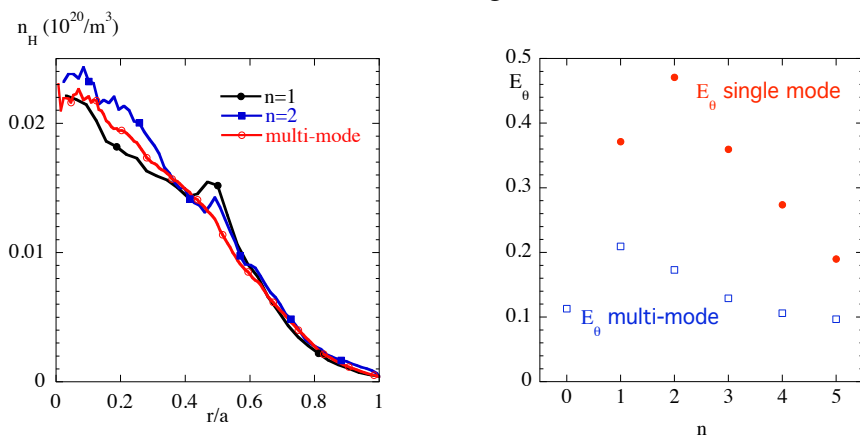 n_H (10^20/m^3)
0.02
0.01
0
0 0.2 0.4 0.6 0.8 1
r/a
n=1
n=2
multi-mode
0.5
0.4
0.3
0.2
0.1
0
E_θ
E_θ single mode
E_θ multi-mode
0 1 2 3 4 5
n